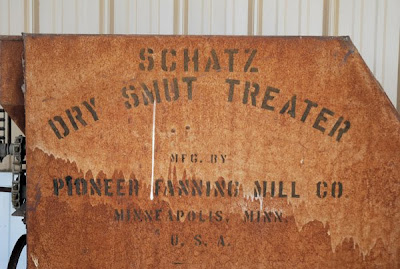 SCHATZ
DRY SMUT TREATER
MFG. BY
PIONEER FANNING MILL CO.
MINNEAPOLIS, MINN.
U. S. A.